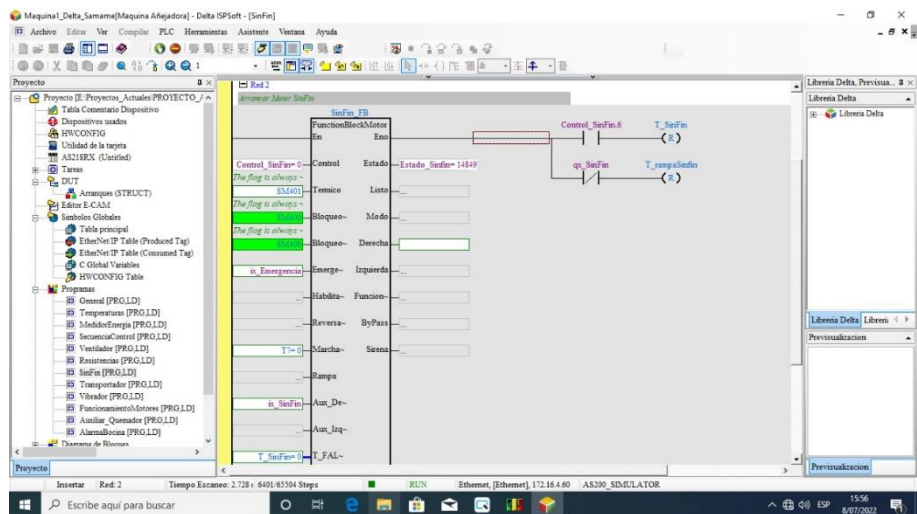 Maquina1_Delta_Samame[Maquina Añejadora] - Delta ISPSoft - [SinFin]
Archivo Editar Ver Compilar PLC Herramientas Asistente Ventana Ayuda
Proyecto
Proyecto [E:\Proyectos_Actuales\PROYECTO_
Tabla Comentario Dispositivo
Dispositivos usados
HWCONFIG
Utilidad de la tarjeta
AS218RX (Untitled)
Tareas
DUT
Arranques (STRUCT)
Editor E-CAM
Simbolos Globales
Tabla principal
EtherNet/IP Table (Produced Tag)
EtherNet/IP Table (Consumed Tag)
C Global Variables
HWCONFIG Table
Programas
General [PRG,LD]
Temperaturas [PRG,LD]
MedidorEnergia [PRG,LD]
SecuenciaControl [PRG,LD]
Ventilador [PRG,LD]
Resistencias [PRG,LD]
SinFin [PRG,LD]
Transportador [PRG,LD]
Vibrador [PRG,LD]
FuncionamientoMotores [PRG,LD]
Auxiliar_Quemador [PRG,LD]
AlarmaBocina [PRG,LD]
Diagrama de Bloques
Proyecto
Red 2
Arrancar Motor SinFin
SinFin_FB
FunctionBlockMotor
En Eno
Control_SinFin= 0 Control Estado Estado_Sinfin= 14849
The flag is always ~
SM401 Termico Listo ...
The flag is always ~
SM400 Bloqueo~ Modo ...
The flag is always ~
SM400 Bloqueo~ Derecha
is_Emergencia Emerge~ Izquierda ...
... Habilita~ Funcion~ ...
... Reversa~ ByPass ...
T7= 0 Marcha~ Sirena ...
... Rampa
is_SinFin Aux_De~
... Aux_Izq~
T_SinFin= 0 T_FAL~
Control_SinFin.6 T_SinFin
( R )
qs_SinFin T_rampaSinfin
( R )
Libreria Delta, Previsua...
Libreria Delta
Libreria Delta
Libreria Delta Libreri
Previsualizacion
Previsualizacion
Insertar Red: 2 Tiempo Escaneo: 2.728 s 6401/65504 Steps RUN Ethernet, [Ethernet], 172.16.4.60 AS200_SIMULATOR
Escribe aquí para buscar
ESP
15:56
8/07/2022